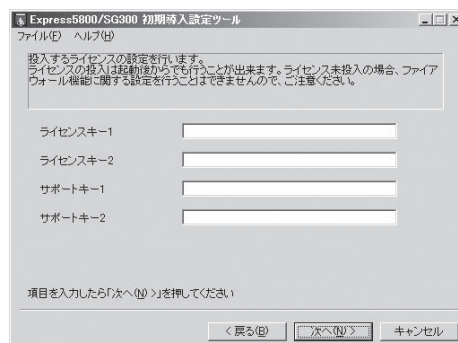 Express5800/SG300 初期導入設定ツール
ファイル(F) ヘルプ(H)
投入するライセンスの設定を行います。
ライセンスの投入は起動後からでも行うことが出来ます。ライセンス未投入の場合、ファイア
ウォール機能に関する設定を行うことはできませんので、ご注意ください。
ライセンスキー1
ライセンスキー2
サポートキー1
サポートキー2
項目を入力したら「次へ(N) >」を押してください
< 戻る(B)
次へ(N) >
キャンセル